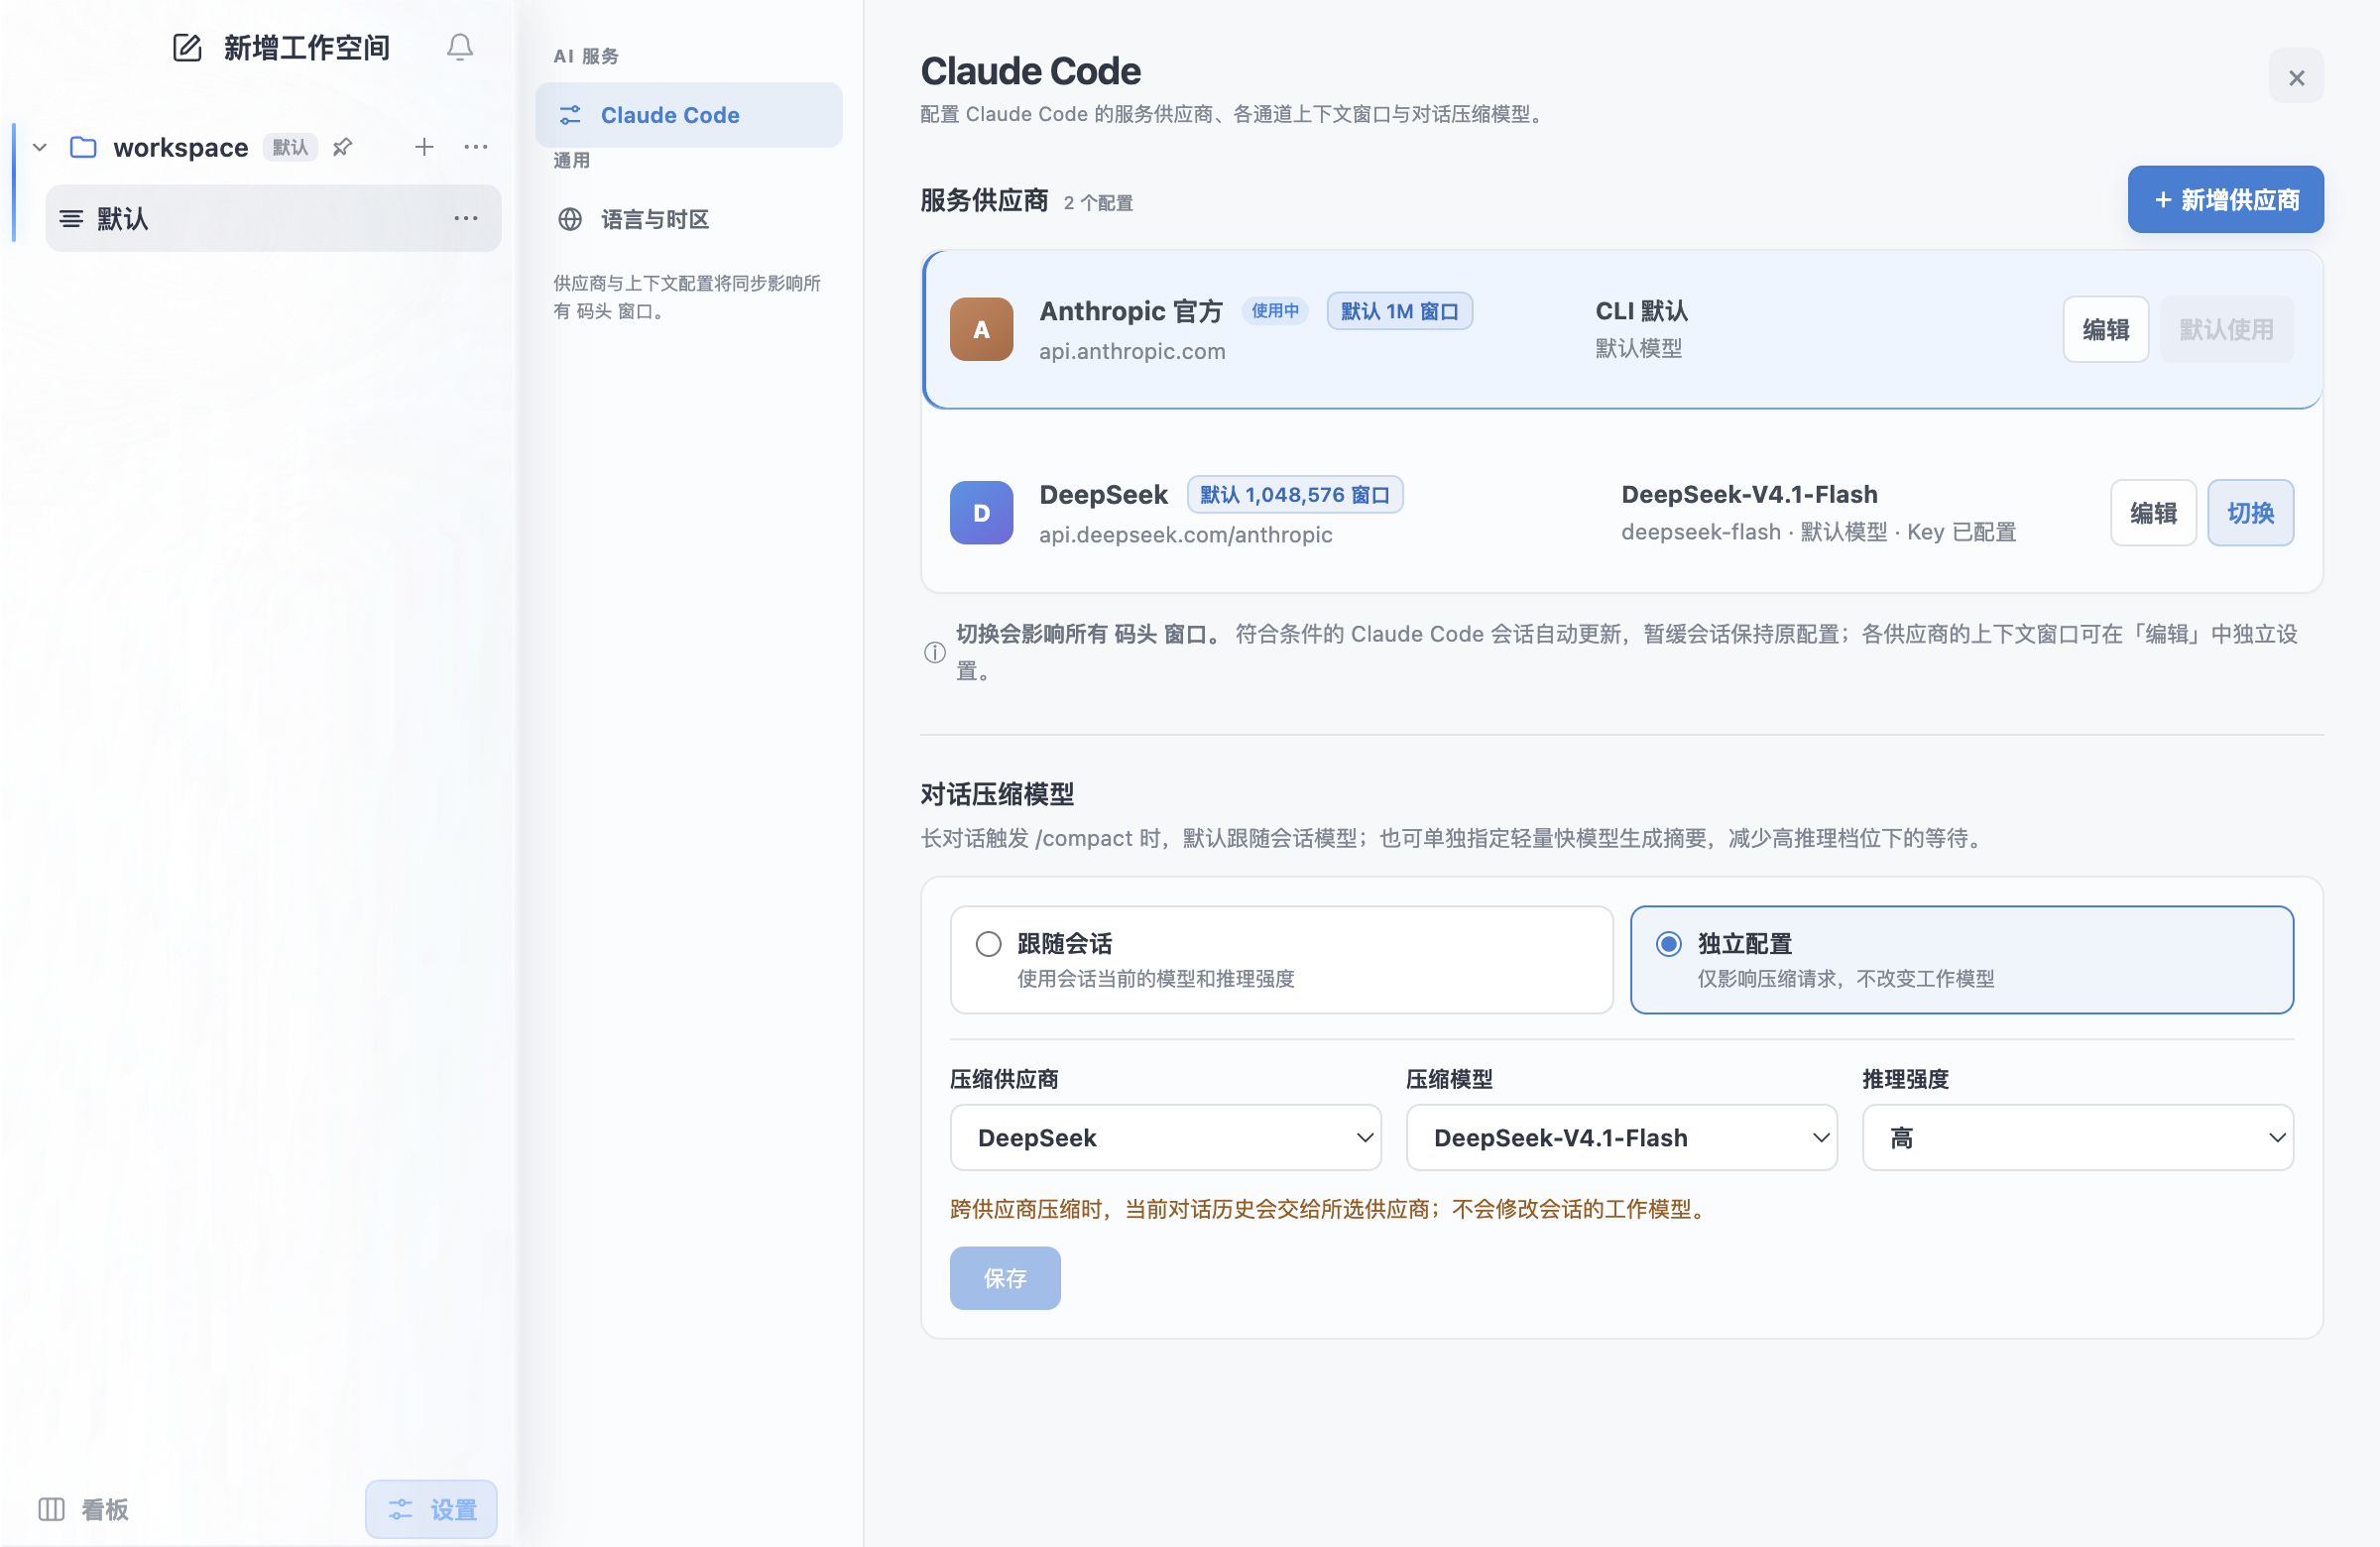 新增工作空间
workspace 默认
默认
看板
设置
AI 服务
Claude Code
通用
语言与时区
供应商与上下文配置将同步影响所
有 码头 窗口。
Claude Code
配置 Claude Code 的服务供应商、各通道上下文窗口与对话压缩模型。
服务供应商 2 个配置
+ 新增供应商
A
Anthropic 官方 使用中 默认 1M 窗口
api.anthropic.com
CLI 默认
默认模型
编辑 默认使用
D
DeepSeek 默认 1,048,576 窗口
api.deepseek.com/anthropic
DeepSeek-V4.1-Flash
deepseek-flash · 默认模型 · Key 已配置
编辑 切换
切换会影响所有 码头 窗口。 符合条件的 Claude Code 会话自动更新，暂缓会话保持原配置；各供应商的上下文窗口可在「编辑」中独立设
置。
对话压缩模型
长对话触发 /compact 时，默认跟随会话模型；也可单独指定轻量快模型生成摘要，减少高推理档位下的等待。
跟随会话
使用会话当前的模型和推理强度
独立配置
仅影响压缩请求，不改变工作模型
压缩供应商 压缩模型 推理强度
DeepSeek DeepSeek-V4.1-Flash 高
跨供应商压缩时，当前对话历史会交给所选供应商；不会修改会话的工作模型。
保存